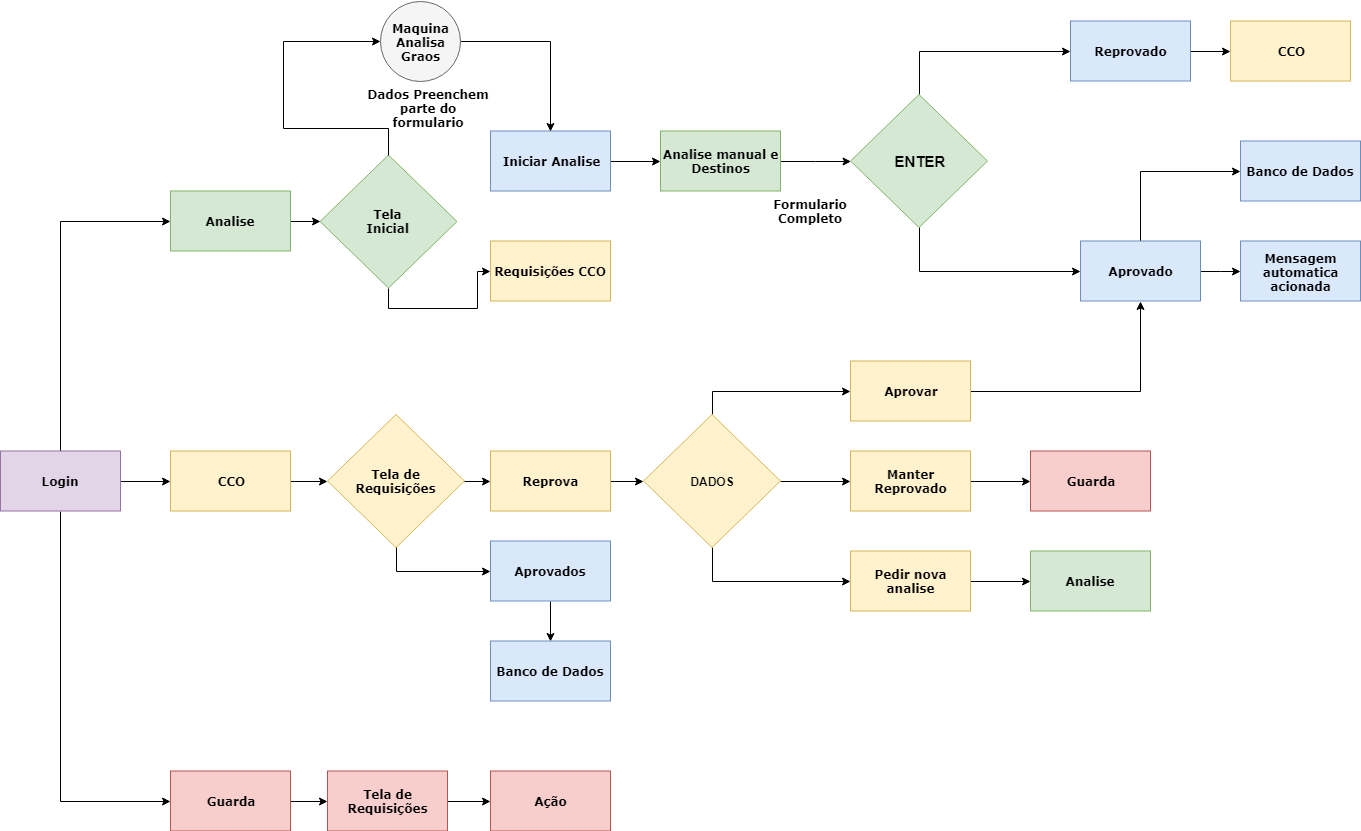 Maquina
Analisa
Graos
Dados Preenchem
parte do
formulario
Reprovado
CCO
Iniciar Analise
Analise manual e
Destinos
ENTER
Formulario
Completo
Banco de Dados
Analise
Tela
Inicial
Requisições CCO
Aprovado
Mensagem
automatica
acionada
Aprovar
Login
CCO
Tela de
Requisições
Reprova
DADOS
Manter
Reprovado
Guarda
Aprovados
Pedir nova
analise
Analise
Banco de Dados
Guarda
Tela de
Requisições
Ação